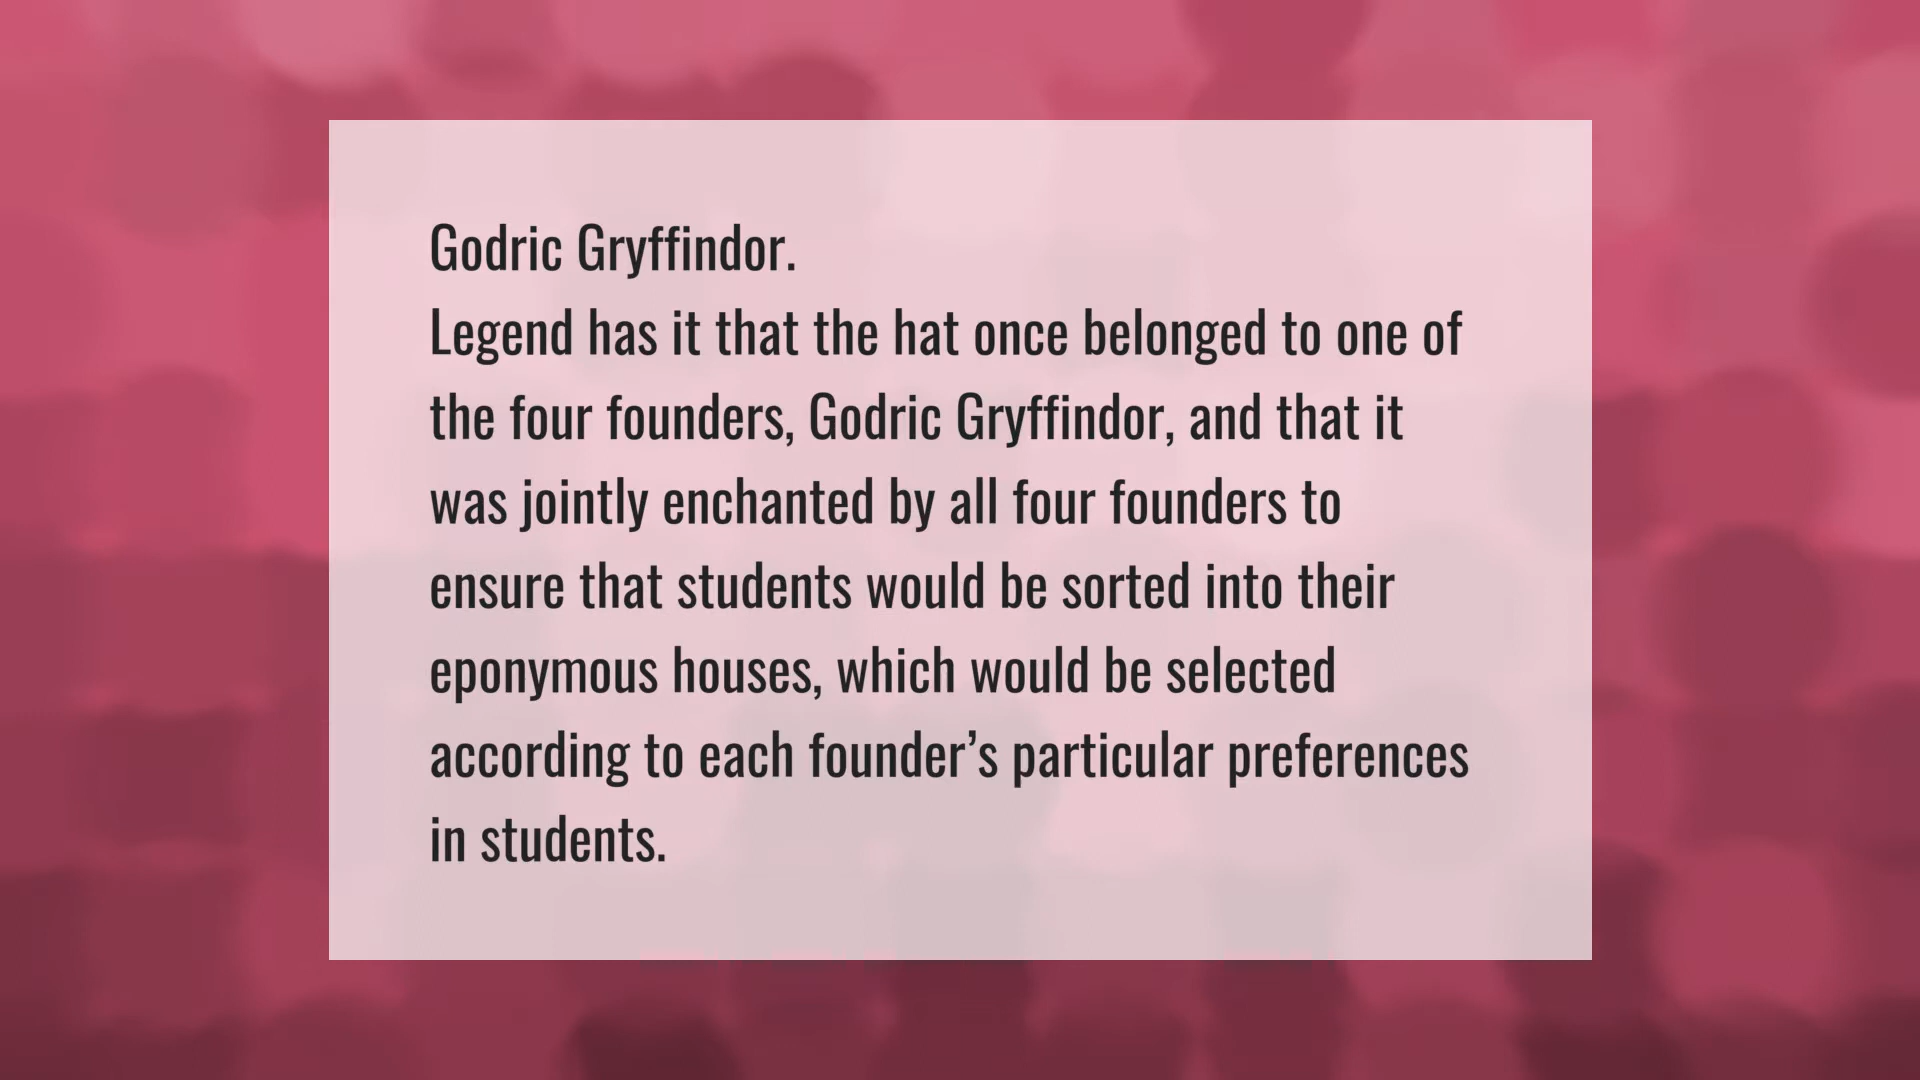 Godric Gryffindor.
Legend has it that the hat once belonged to one of
the four founders, Godric Gryffindor, and that it
was jointly enchanted by all four founders to
ensure that students would be sorted into their
eponymous houses, which would be selected
according to each founder’s particular preferences
in students.